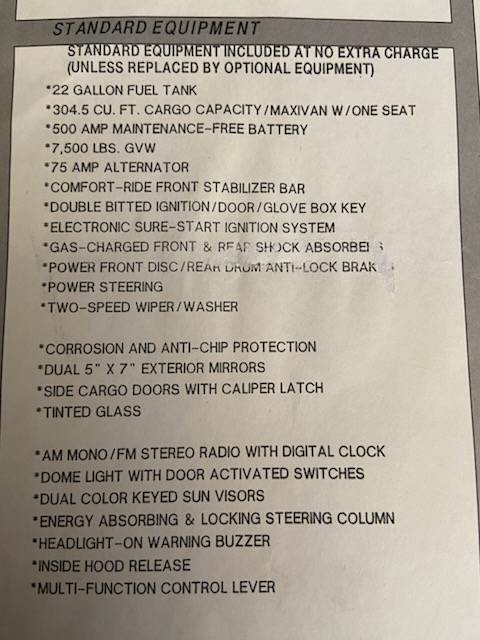 STANDARD EQUIPMENT
STANDARD EQUIPMENT INCLUDED AT NO EXTRA CHARGE
(UNLESS REPLACED BY OPTIONAL EQUIPMENT)
*22 GALLON FUEL TANK
*304.5 CU. FT. CARGO CAPACITY/MAXIVAN W/ONE SEAT
*500 AMP MAINTENANCE-FREE BATTERY
*7,500 LBS. GVW
*75 AMP ALTERNATOR
*COMFORT-RIDE FRONT STABILIZER BAR
*DOUBLE BITTED IGNITION/DOOR/GLOVE BOX KEY
*ELECTRONIC SURE-START IGNITION SYSTEM
*GAS-CHARGED FRONT & REAR SHOCK ABSORBERS
*POWER FRONT DISC/REAR DRUM ANTI-LOCK BRAK
*POWER STEERING
*TWO-SPEED WIPER/WASHER
*CORROSION AND ANTI-CHIP PROTECTION
*DUAL 5" X 7" EXTERIOR MIRRORS
*SIDE CARGO DOORS WITH CALIPER LATCH
*TINTED GLASS
*AM MONO/FM STEREO RADIO WITH DIGITAL CLOCK
*DOME LIGHT WITH DOOR ACTIVATED SWITCHES
*DUAL COLOR KEYED SUN VISORS
*ENERGY ABSORBING & LOCKING STEERING COLUMN
*HEADLIGHT-ON WARNING BUZZER
*INSIDE HOOD RELEASE
*MULTI-FUNCTION CONTROL LEVER